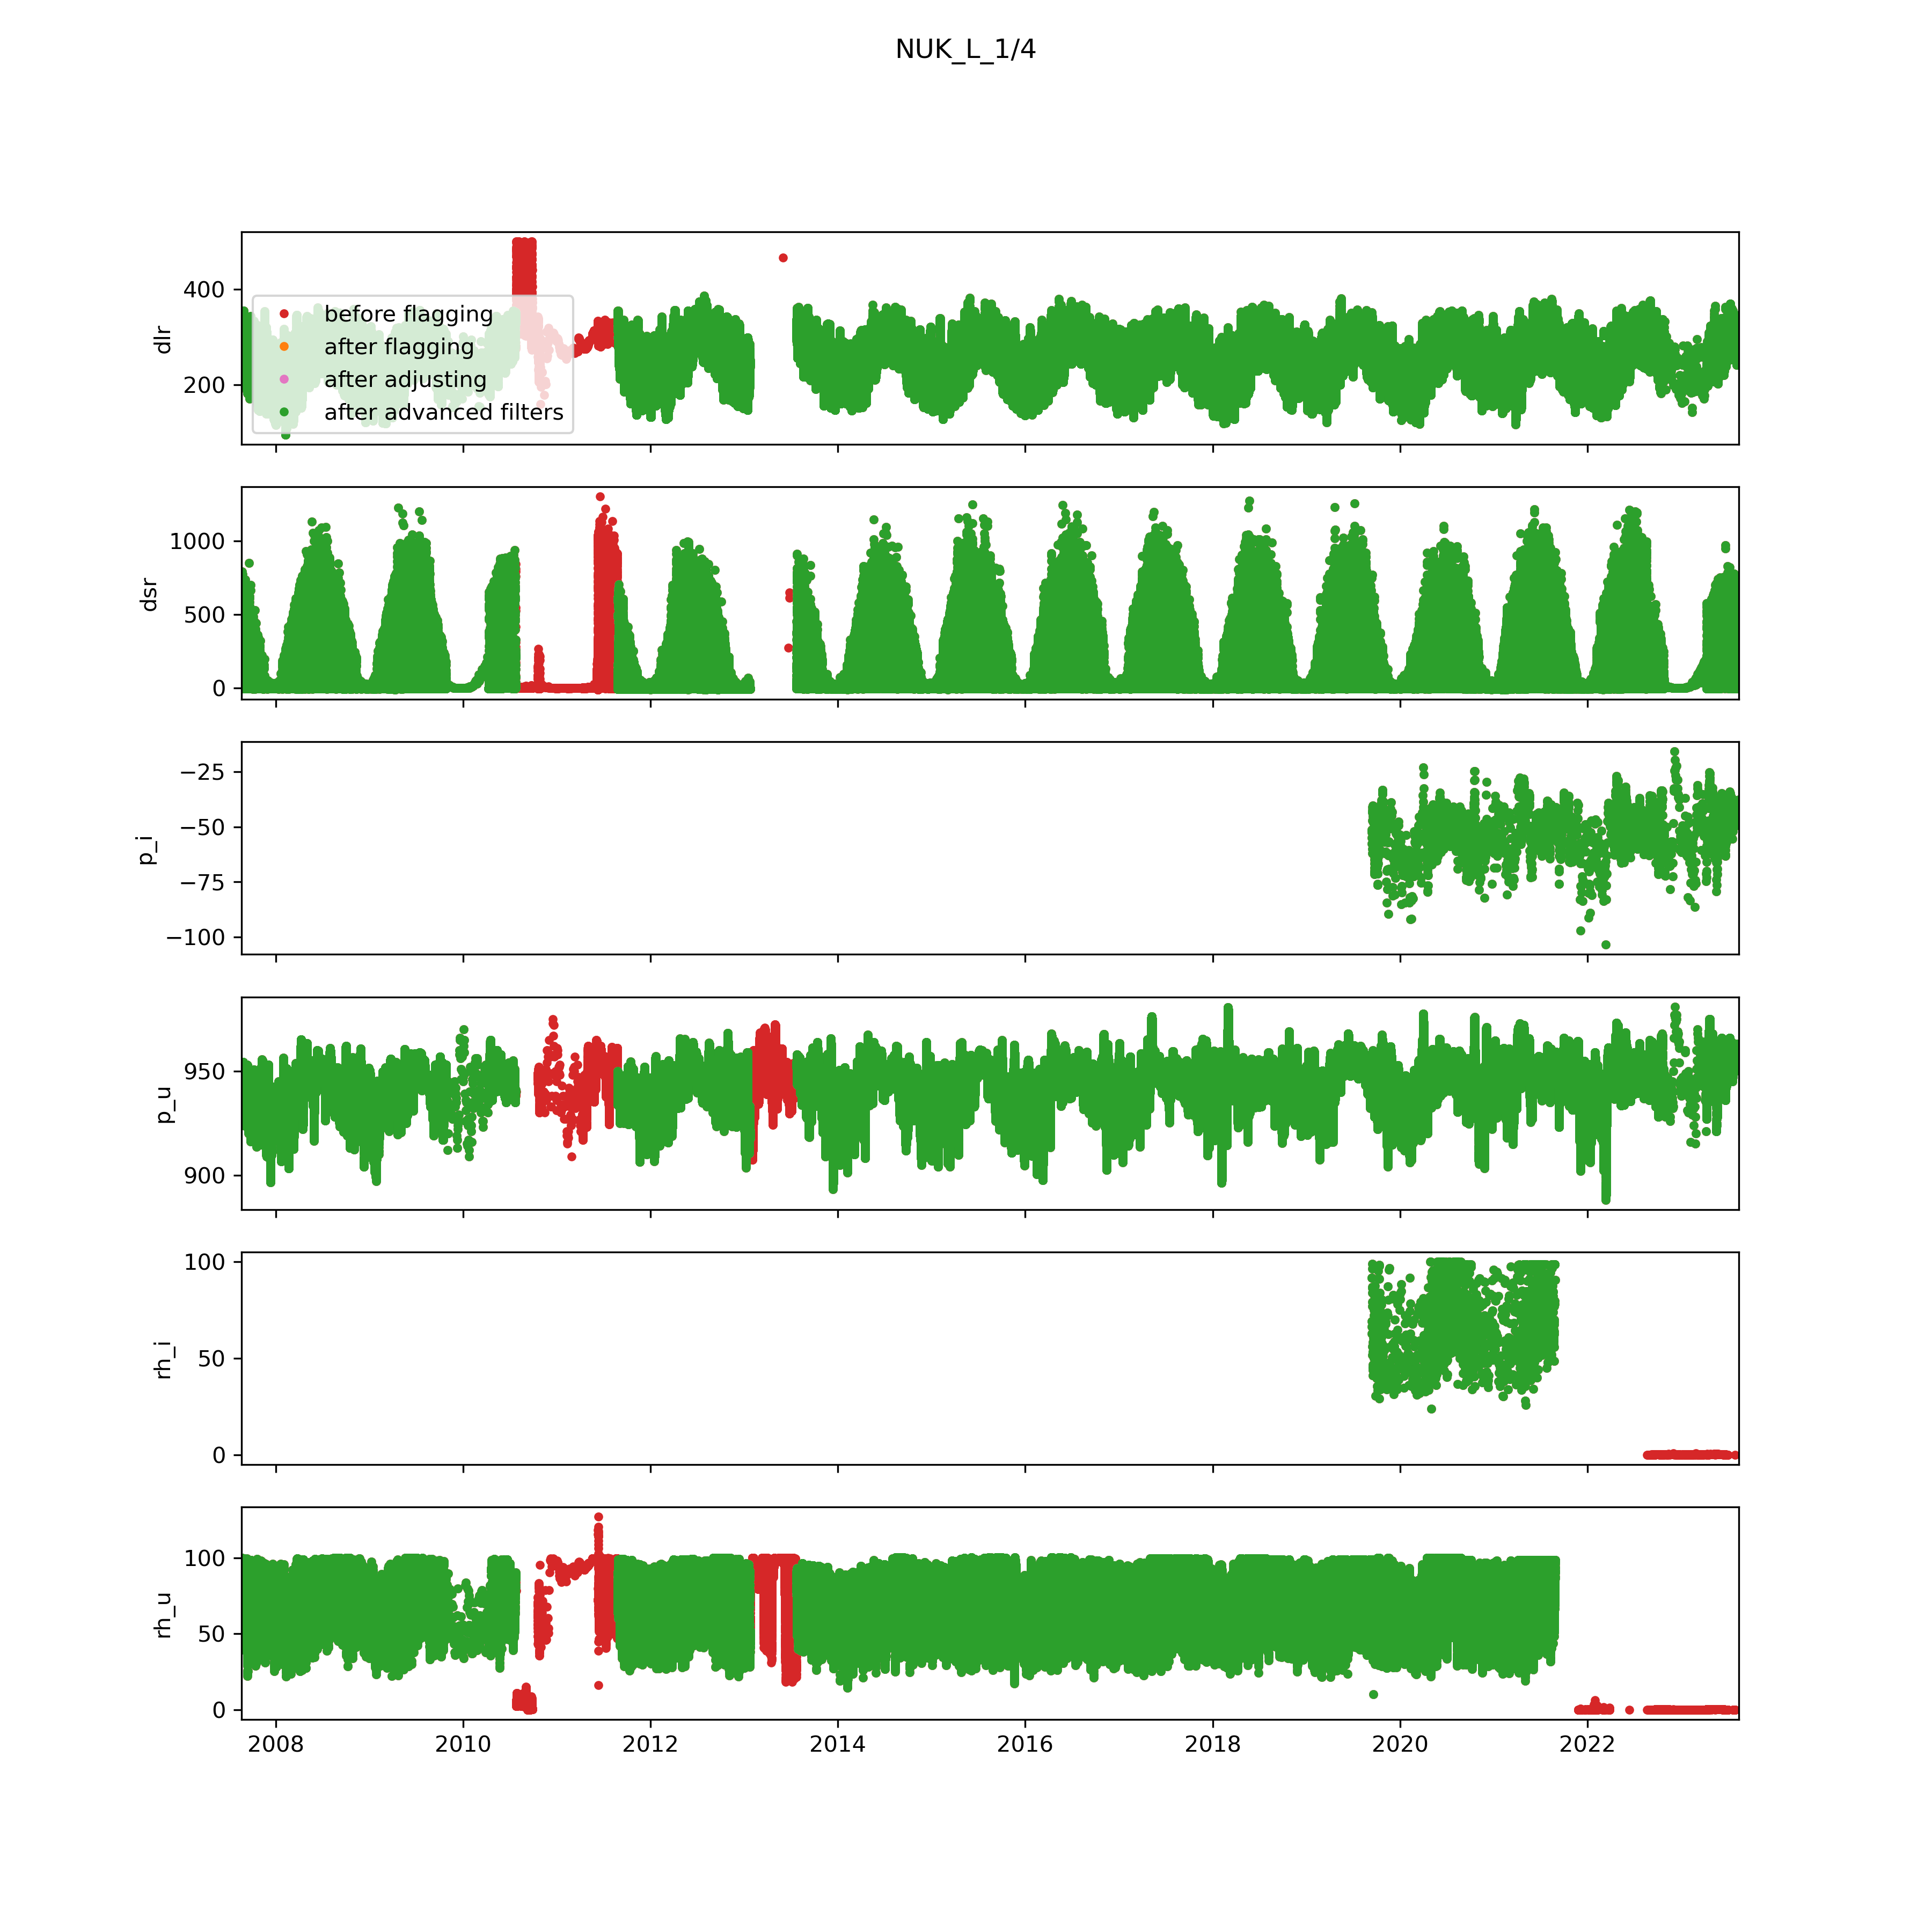 NUK_L_1/4
dlr
400
200
before flagging
after flagging
after adjusting
after advanced filters
dsr
1000
500
0
p_i
−25
−50
−75
−100
p_u
950
900
rh_i
100
50
0
rh_u
100
50
0
2008 2010 2012 2014 2016 2018 2020 2022